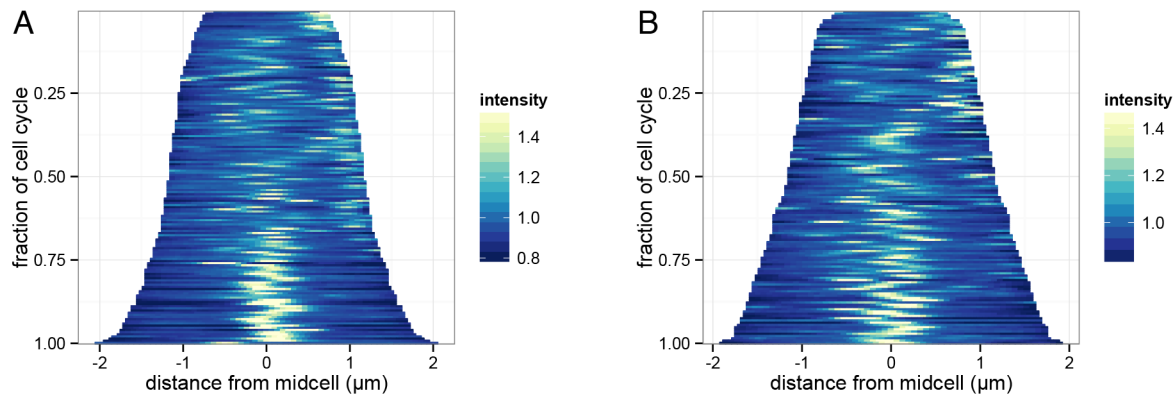 A
fraction of cell cycle
0.25
0.50
0.75
1.00
-2 -1 0 1 2
distance from midcell (µm)
intensity
1.4
1.2
1.0
0.8
B
fraction of cell cycle
0.25
0.50
0.75
1.00
-2 -1 0 1 2
distance from midcell (µm)
intensity
1.4
1.2
1.0